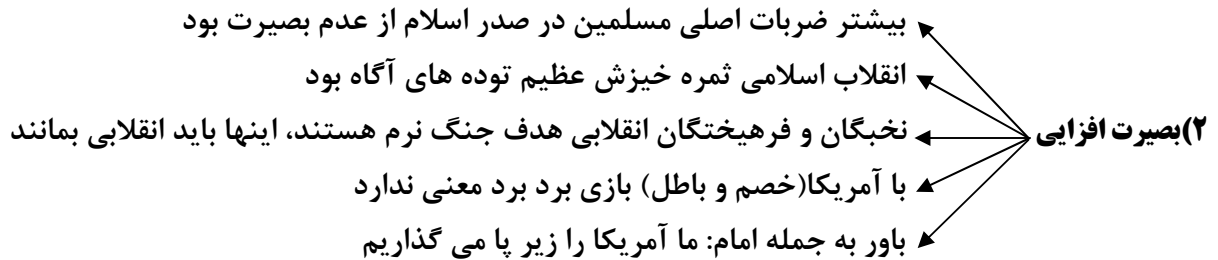 ۲)بصیرت افزایی
بیشتر ضربات اصلی مسلمین در صدر اسلام از عدم بصیرت بود
انقلاب اسلامی ثمره خیزش عظیم توده های آگاه بود
نخبگان و فرهیختگان انقلابی هدف جنگ نرم هستند، اینها باید انقلابی بمانند
با آمریکا(خصم و باطل) بازی برد برد معنی ندارد
باور به جمله امام: ما آمریکا را زیر پا می گذاریم